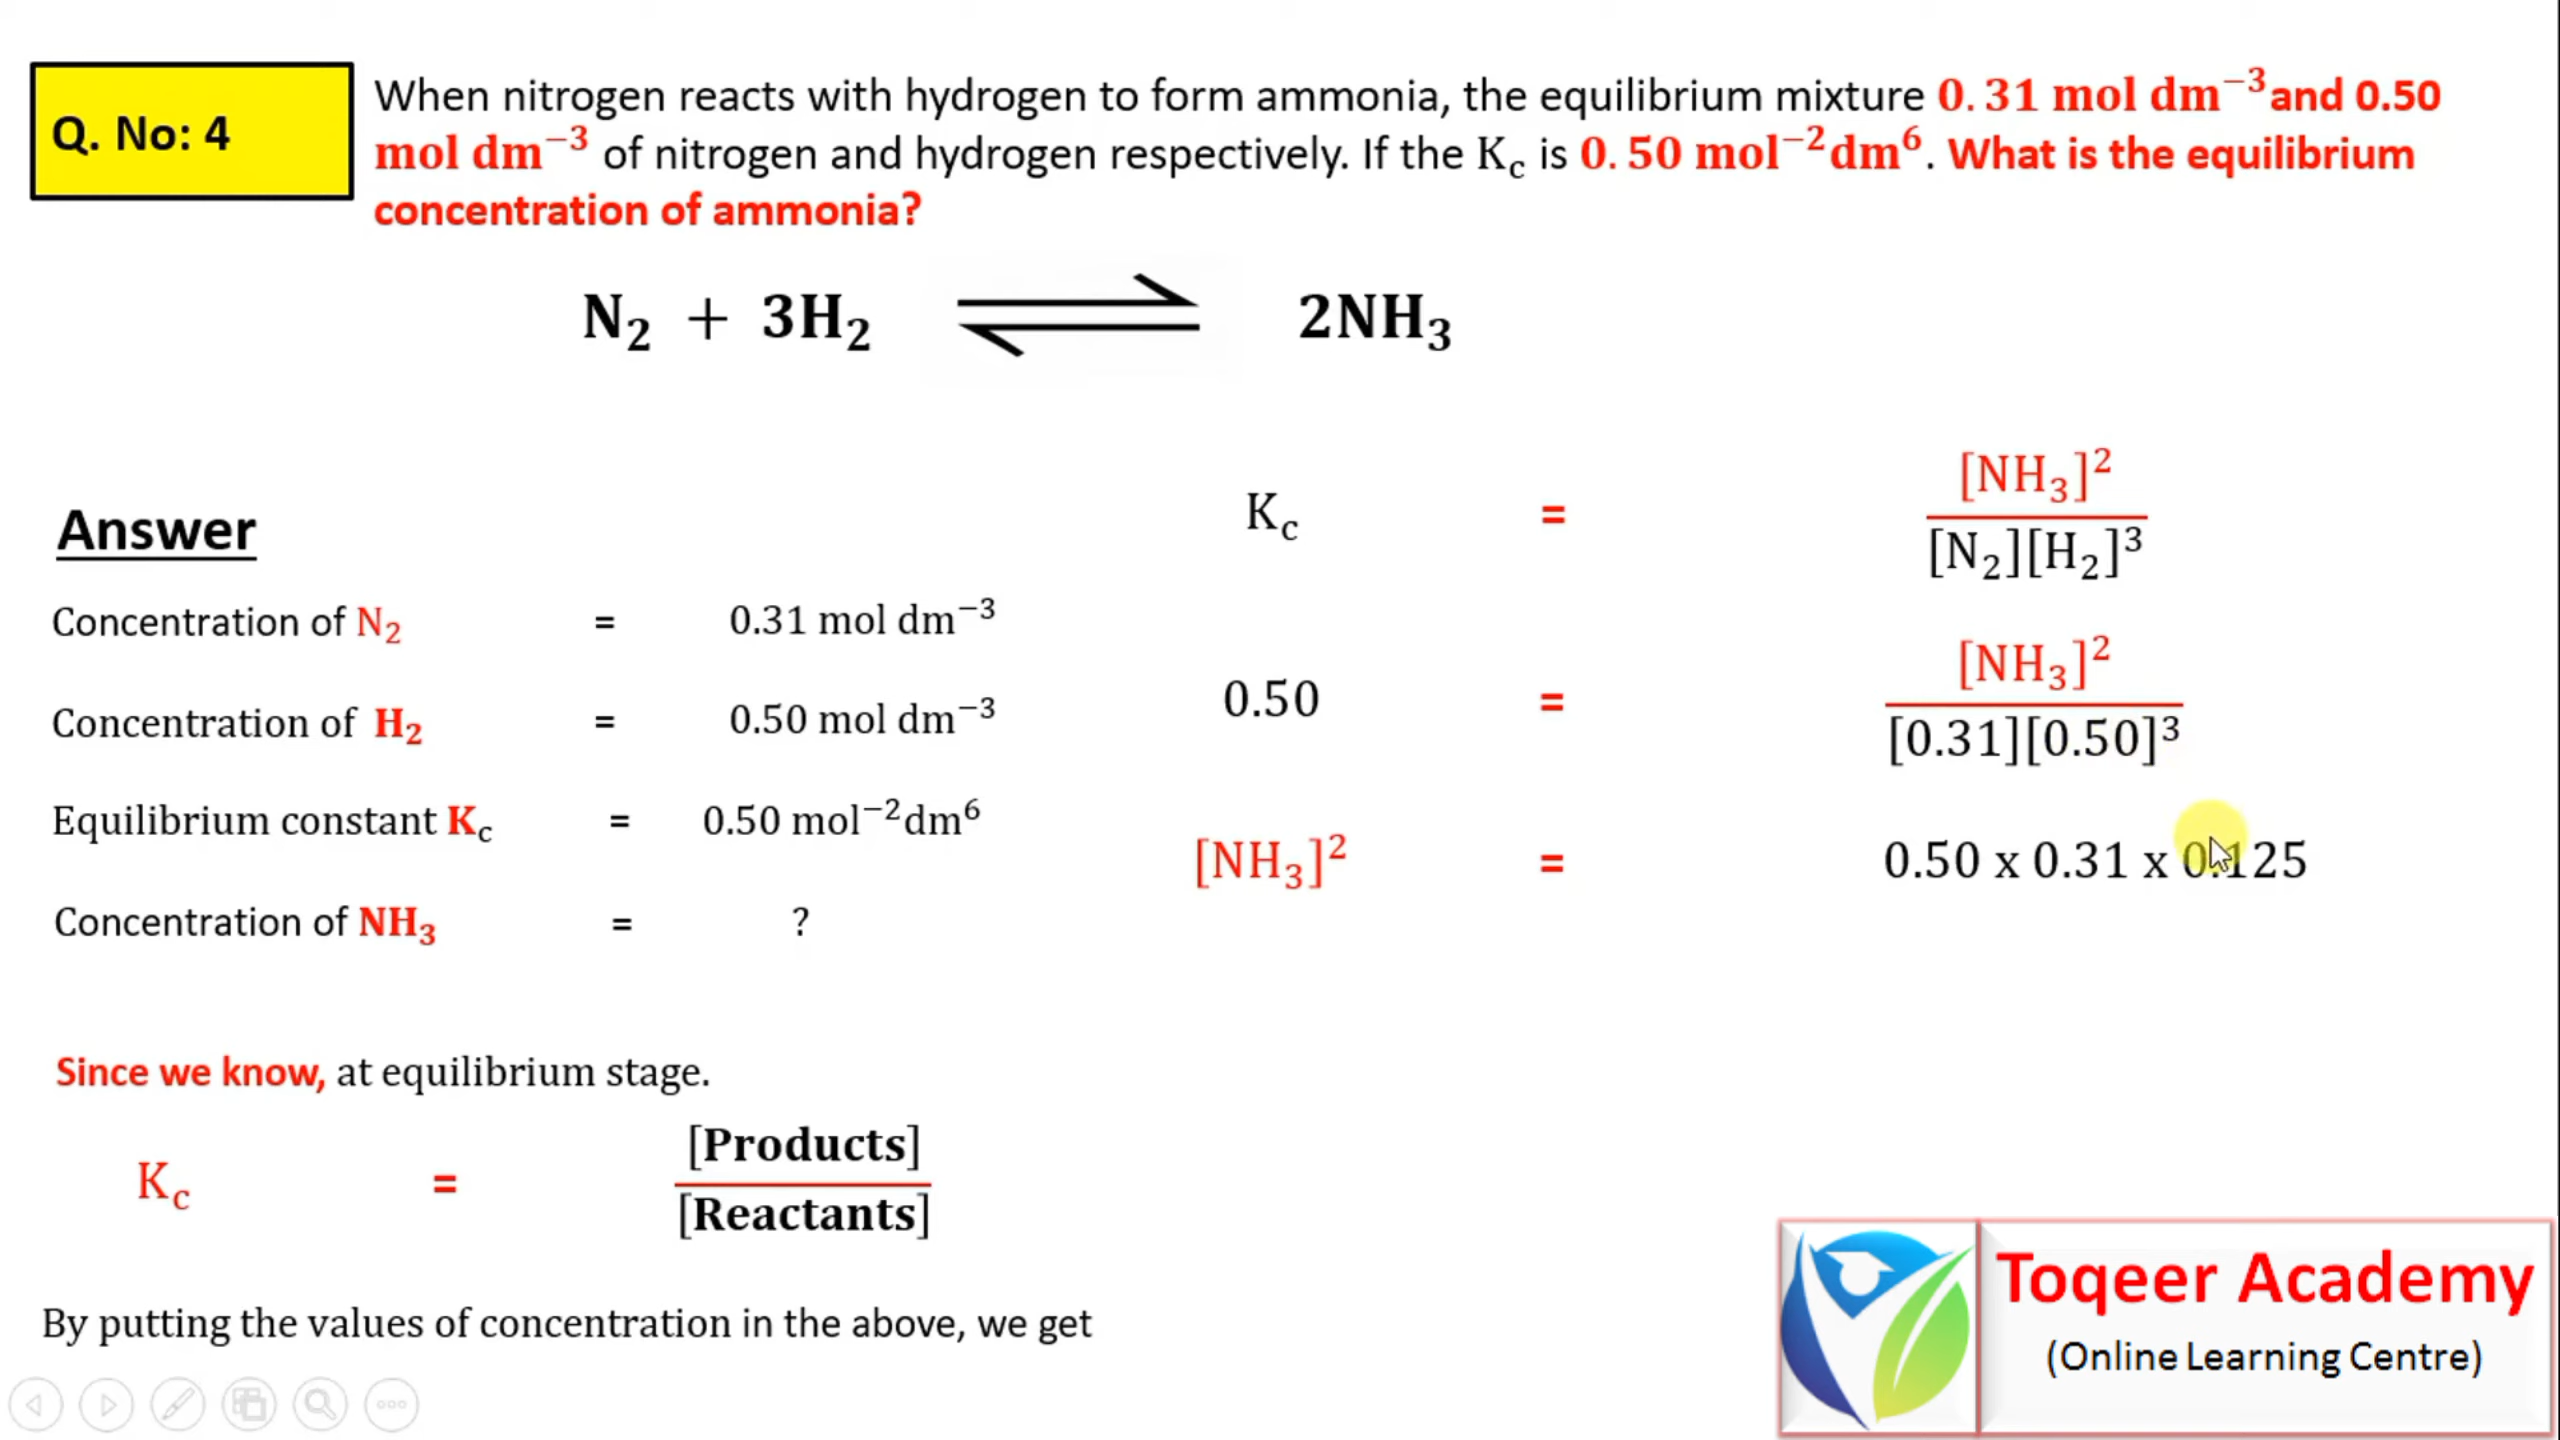 Q. No: 4
When nitrogen reacts with hydrogen to form ammonia, the equilibrium mixture 0.31 mol dm⁻³and 0.50
mol dm⁻³ of nitrogen and hydrogen respectively. If the K꜀ is 0.50 mol⁻²dm⁶. What is the equilibrium
concentration of ammonia?
N₂ + 3H₂ ⇌ 2NH₃
Answer
Concentration of N₂ = 0.31 mol dm⁻³
Concentration of H₂ = 0.50 mol dm⁻³
Equilibrium constant K꜀ = 0.50 mol⁻²dm⁶
Concentration of NH₃ = ?
Since we know, at equilibrium stage.
K꜀ = [Products]
[Reactants]
By putting the values of concentration in the above, we get
K꜀ = [NH₃]²
[N₂][H₂]³
0.50 = [NH₃]²
[0.31][0.50]³
[NH₃]² = 0.50 x 0.31 x 0.125
Toqeer Academy
(Online Learning Centre)